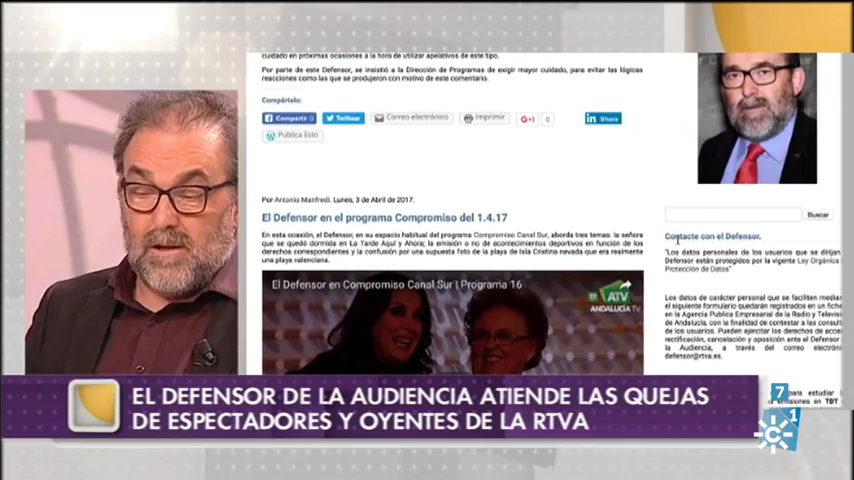 cuidado en próximas ocasiones a la hora de utilizar apelativos de este tipo.
Por parte de este Defensor, se insistió a la Dirección de Programas de exigir mayor cuidado, para evitar las lógicas
reacciones como las que se produjeron con motivo de este comentario.
Compártelo:
Compartir 0
Twittear
Correo electrónico
Imprimir
G+1
0
in Share
Publica Esto
Por Antonio Manfredi. Lunes, 3 de Abril de 2017.
El Defensor en el programa Compromiso del 1.4.17
En esta ocasión, el Defensor, en su espacio habitual del programa Compromiso Canal Sur, aborda tres temas: la señora
que se quedó dormida en La Tarde Aquí y Ahora; la emisión o no de acontecimientos deportivos en función de los
derechos correspondientes y la confusión por una supuesta foto de la playa de Isla Cristina nevada que era realmente
una playa valenciana.
El Defensor en Compromiso Canal Sur | Programa 16
ATV
ANDALUCÍA TV
Buscar
Contacte con el Defensor.
"Los datos personales de los usuarios que se dirijan
Defensor están protegidos por la vigente Ley Orgánica
Protección de Datos"
Los datos de carácter personal que se faciliten median
el siguiente formulario quedarán registrados en un fiche
en la Agencia Publica Empresarial de la Radio y Televisi
de Andalucía, con la finalidad de contestar a las consult
de los usuarios. Pueden ejercitar los derechos de acce
rectificación, cancelación y oposición ante el Defensor
la Audiencia, a través del correo electróni
defensor@rtva.es.
para estudiar
en TDT
EL DEFENSOR DE LA AUDIENCIA ATIENDE LAS QUEJAS
DE ESPECTADORES Y OYENTES DE LA RTVA
7
1